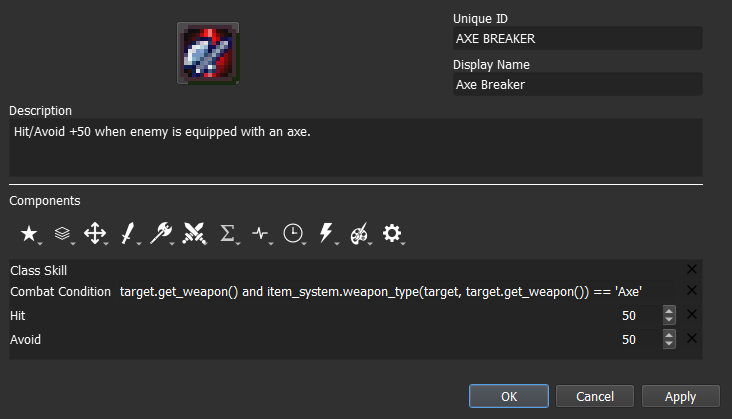 Unique ID
AXE BREAKER
Display Name
Axe Breaker
Description
Hit/Avoid +50 when enemy is equipped with an axe.
Components
Class Skill
Combat Condition target.get_weapon() and item_system.weapon_type(target, target.get_weapon()) == 'Axe'
Hit 50
Avoid 50
OK Cancel Apply